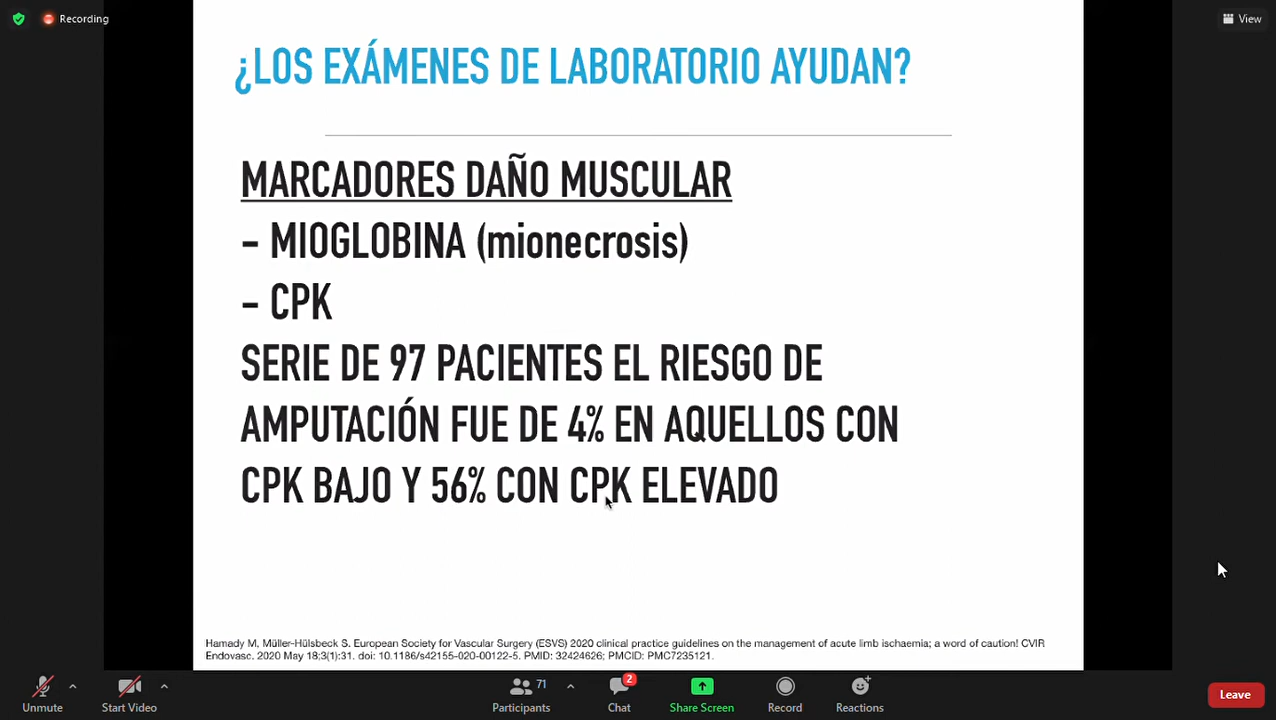 Recording
View
¿LOS EXÁMENES DE LABORATORIO AYUDAN?
MARCADORES DAÑO MUSCULAR
- MIOGLOBINA (mionecrosis)
- CPK
SERIE DE 97 PACIENTES EL RIESGO DE
AMPUTACIÓN FUE DE 4% EN AQUELLOS CON
CPK BAJO Y 56% CON CPK ELEVADO
Hamady M, Müller-Hülsbeck S. European Society for Vascular Surgery (ESVS) 2020 clinical practice guidelines on the management of acute limb ischaemia; a word of caution! CVIR
Endovasc. 2020 May 18;3(1):31. doi: 10.1186/s42155-020-00122-5. PMID: 32424626; PMCID: PMC7235121.
71
2
Unmute
Start Video
Participants
Chat
Share Screen
Record
Reactions
Leave